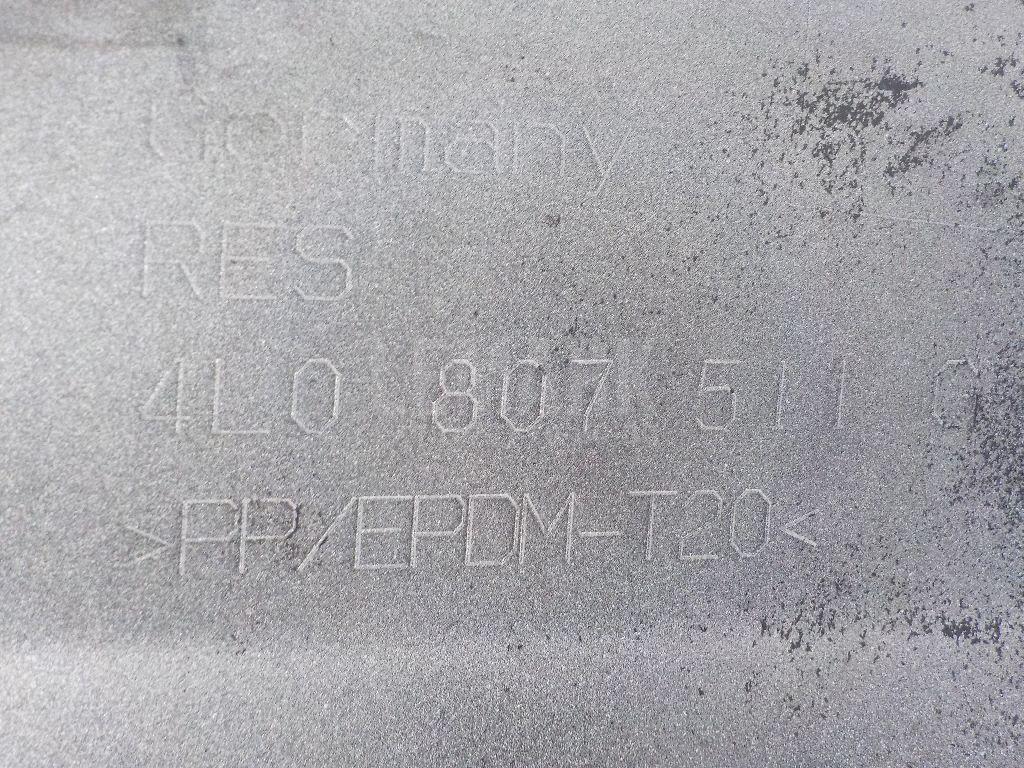 Germany
RES
4L0 807 511 C
>PP/EPDM-T20<